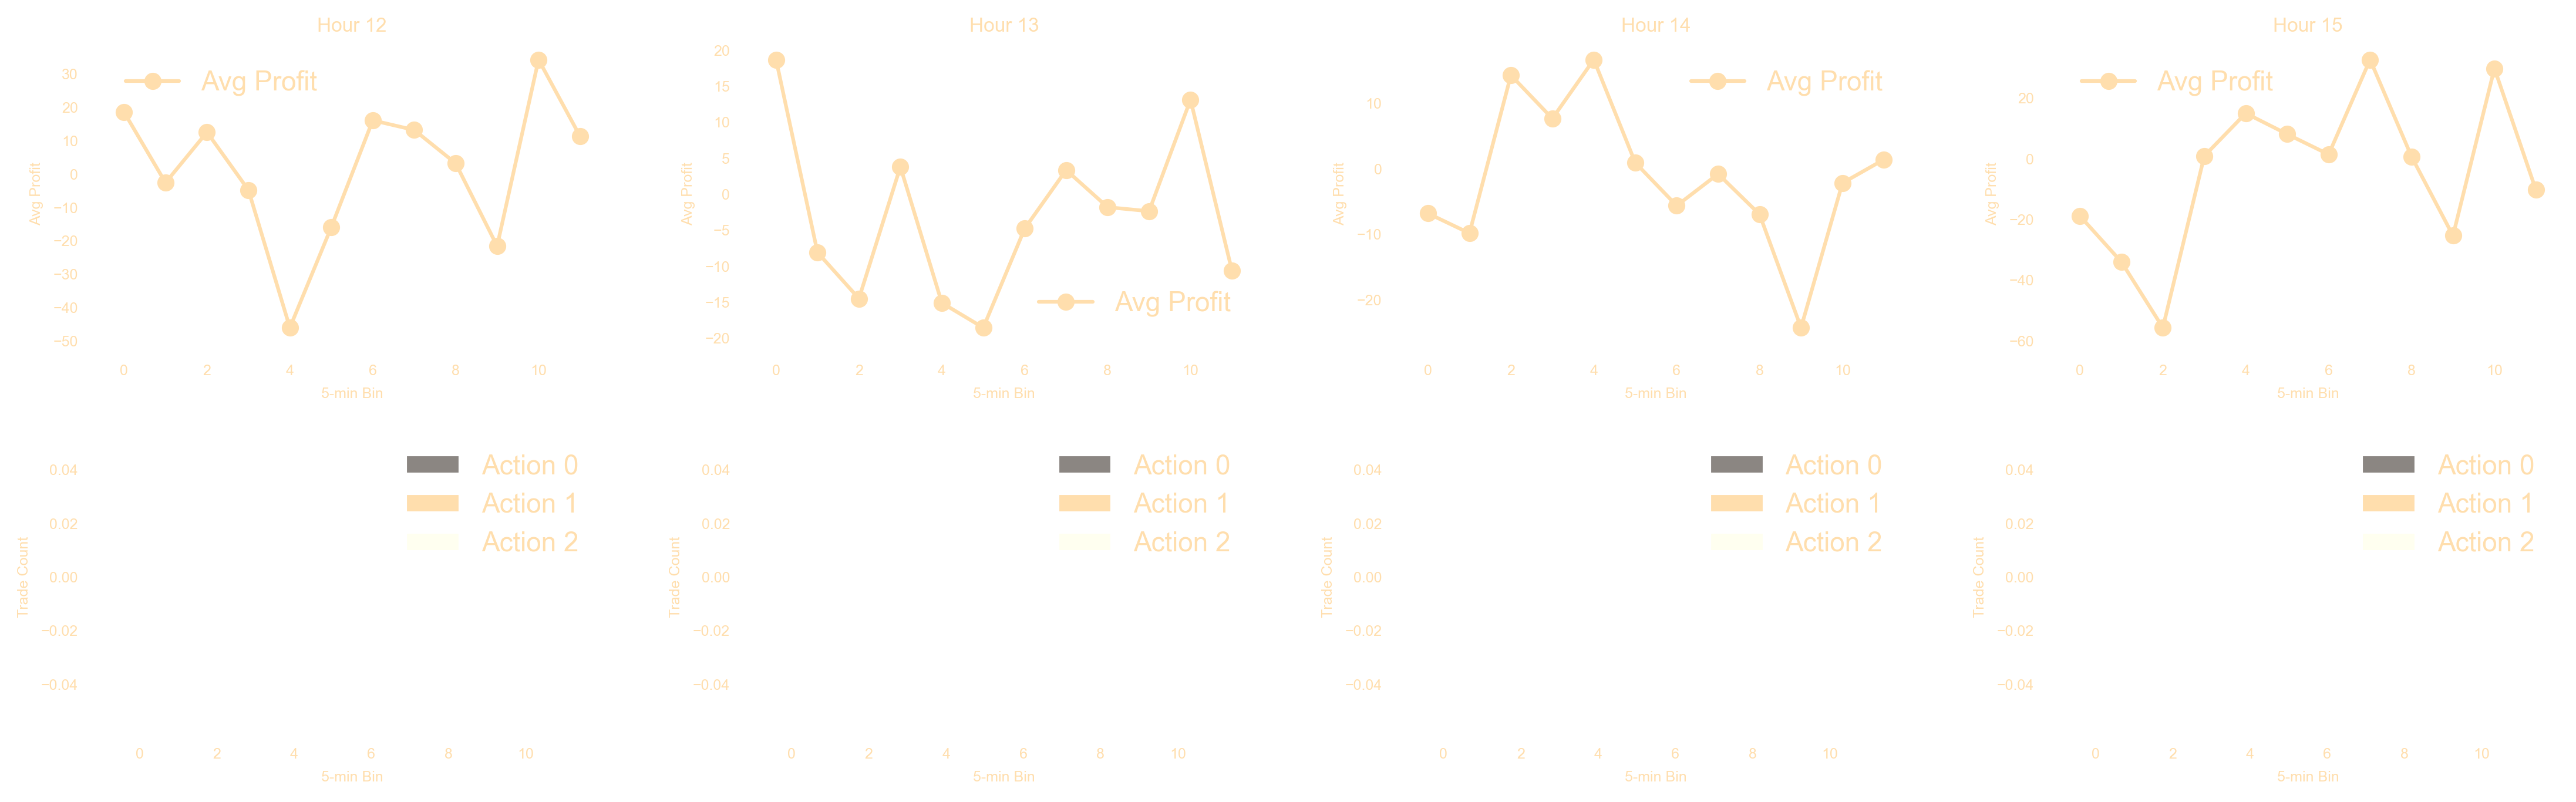 Hour 12
Avg Profit
30
20
10
0
−10
−20
−30
−40
−50
Avg Profit
0 2 4 6 8 10
5-min Bin
Hour 13
20
15
10
5
0
−5
−10
−15
−20
Avg Profit
Avg Profit
0 2 4 6 8 10
5-min Bin
Hour 14
Avg Profit
10
0
−10
−20
Avg Profit
0 2 4 6 8 10
5-min Bin
Hour 15
Avg Profit
20
0
−20
−40
−60
Avg Profit
0 2 4 6 8 10
5-min Bin
Action 0
Action 1
Action 2
0.04
0.02
0.00
−0.02
−0.04
Trade Count
0 2 4 6 8 10
5-min Bin
Action 0
Action 1
Action 2
0.04
0.02
0.00
−0.02
−0.04
Trade Count
0 2 4 6 8 10
5-min Bin
Action 0
Action 1
Action 2
0.04
0.02
0.00
−0.02
−0.04
Trade Count
0 2 4 6 8 10
5-min Bin
Action 0
Action 1
Action 2
0.04
0.02
0.00
−0.02
−0.04
Trade Count
0 2 4 6 8 10
5-min Bin